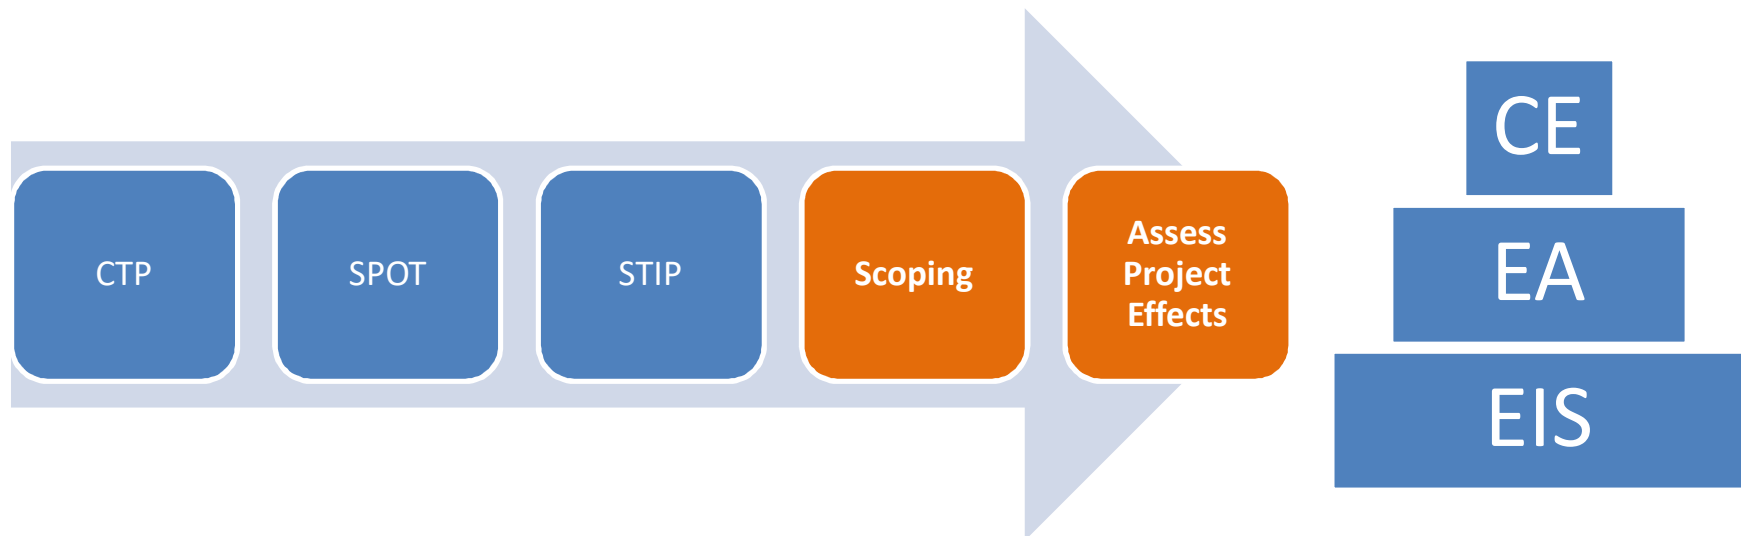 CTP
SPOT
STIP
Scoping
Assess
Project
Effects
CE
EA
EIS